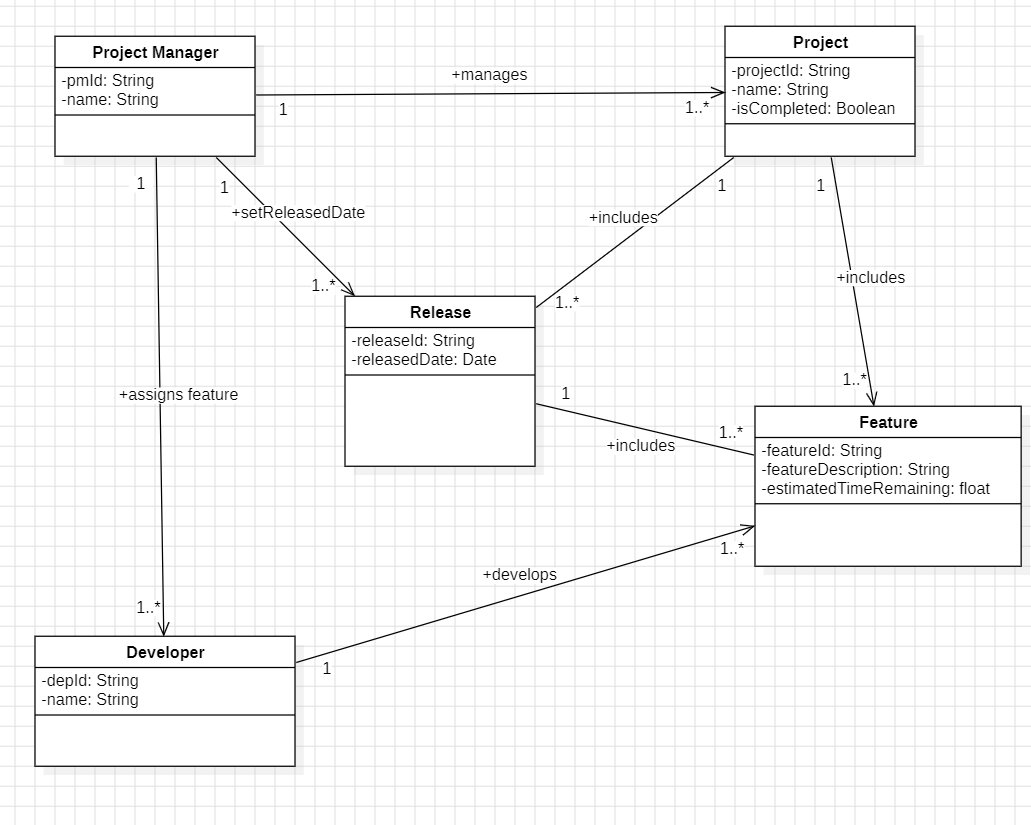 Project Manager
-pmId: String
-name: String
+manages
1
1..*
Project
-projectId: String
-name: String
-isCompleted: Boolean
1
1
+setReleasedDate
1..*
1
+includes
1..*
1
+includes
1..*
Release
-releaseId: String
-releasedDate: Date
1
+includes
1..*
Feature
-featureId: String
-featureDescription: String
-estimatedTimeRemaining: float
+assigns feature
1..*
+develops
1
1..*
Developer
-depId: String
-name: String